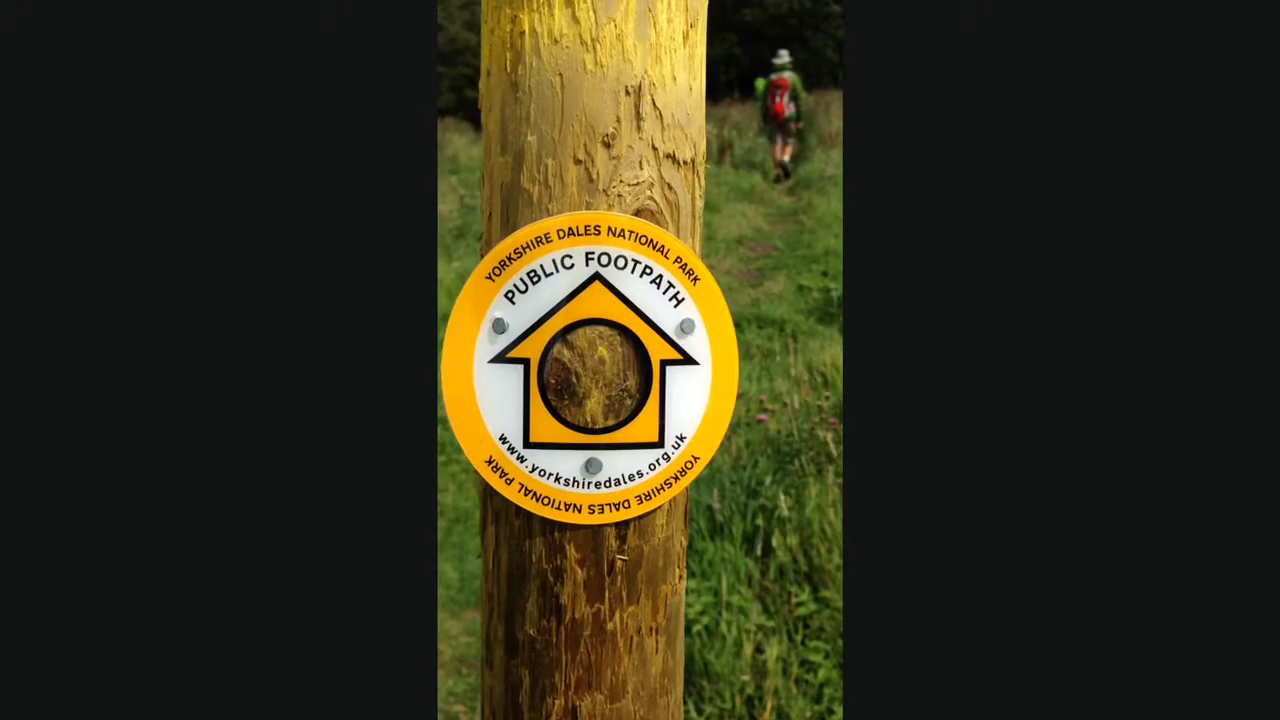 YORKSHIRE DALES NATIONAL PARK
PUBLIC FOOTPATH
www.yorkshiredales.org.uk
YORKSHIRE DALES NATIONAL PARK